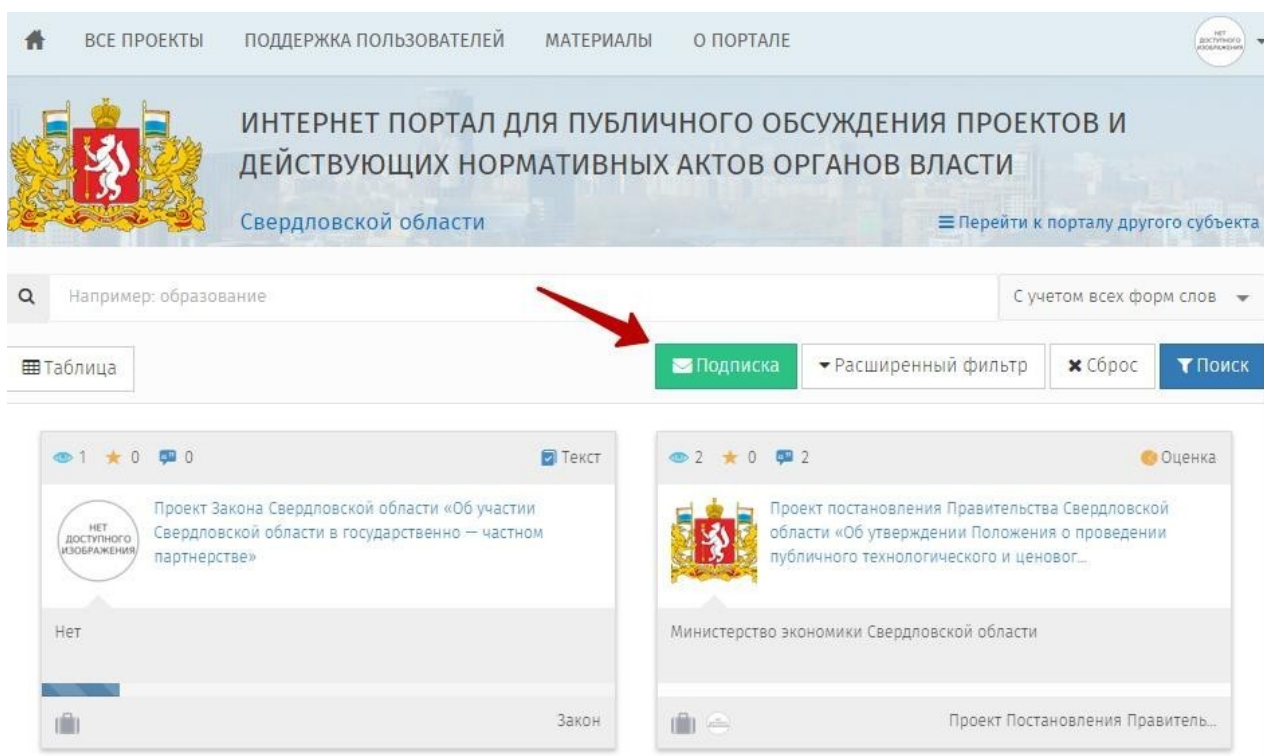 ВСЕ ПРОЕКТЫ ПОДДЕРЖКА ПОЛЬЗОВАТЕЛЕЙ МАТЕРИАЛЫ О ПОРТАЛЕ
НЕТ
ДОСТУПНОГО
ИЗОБРАЖЕНИЯ
ИНТЕРНЕТ ПОРТАЛ ДЛЯ ПУБЛИЧНОГО ОБСУЖДЕНИЯ ПРОЕКТОВ И
ДЕЙСТВУЮЩИХ НОРМАТИВНЫХ АКТОВ ОРГАНОВ ВЛАСТИ
Свердловской области
Перейти к порталу другого субъекта
Например: образование
С учетом всех форм слов
Таблица
Подписка
Расширенный фильтр
Сброс
Поиск
1 0 0 Текст
НЕТ
ДОСТУПНОГО
ИЗОБРАЖЕНИЯ
Проект Закона Свердловской области «Об участии
Свердловской области в государственно — частном
партнерстве»
Нет
Закон
2 0 2 Оценка
Проект постановления Правительства Свердловской
области «Об утверждении Положения о проведении
публичного технологического и ценовог...
Министерство экономики Свердловской области
Проект Постановления Правитель...